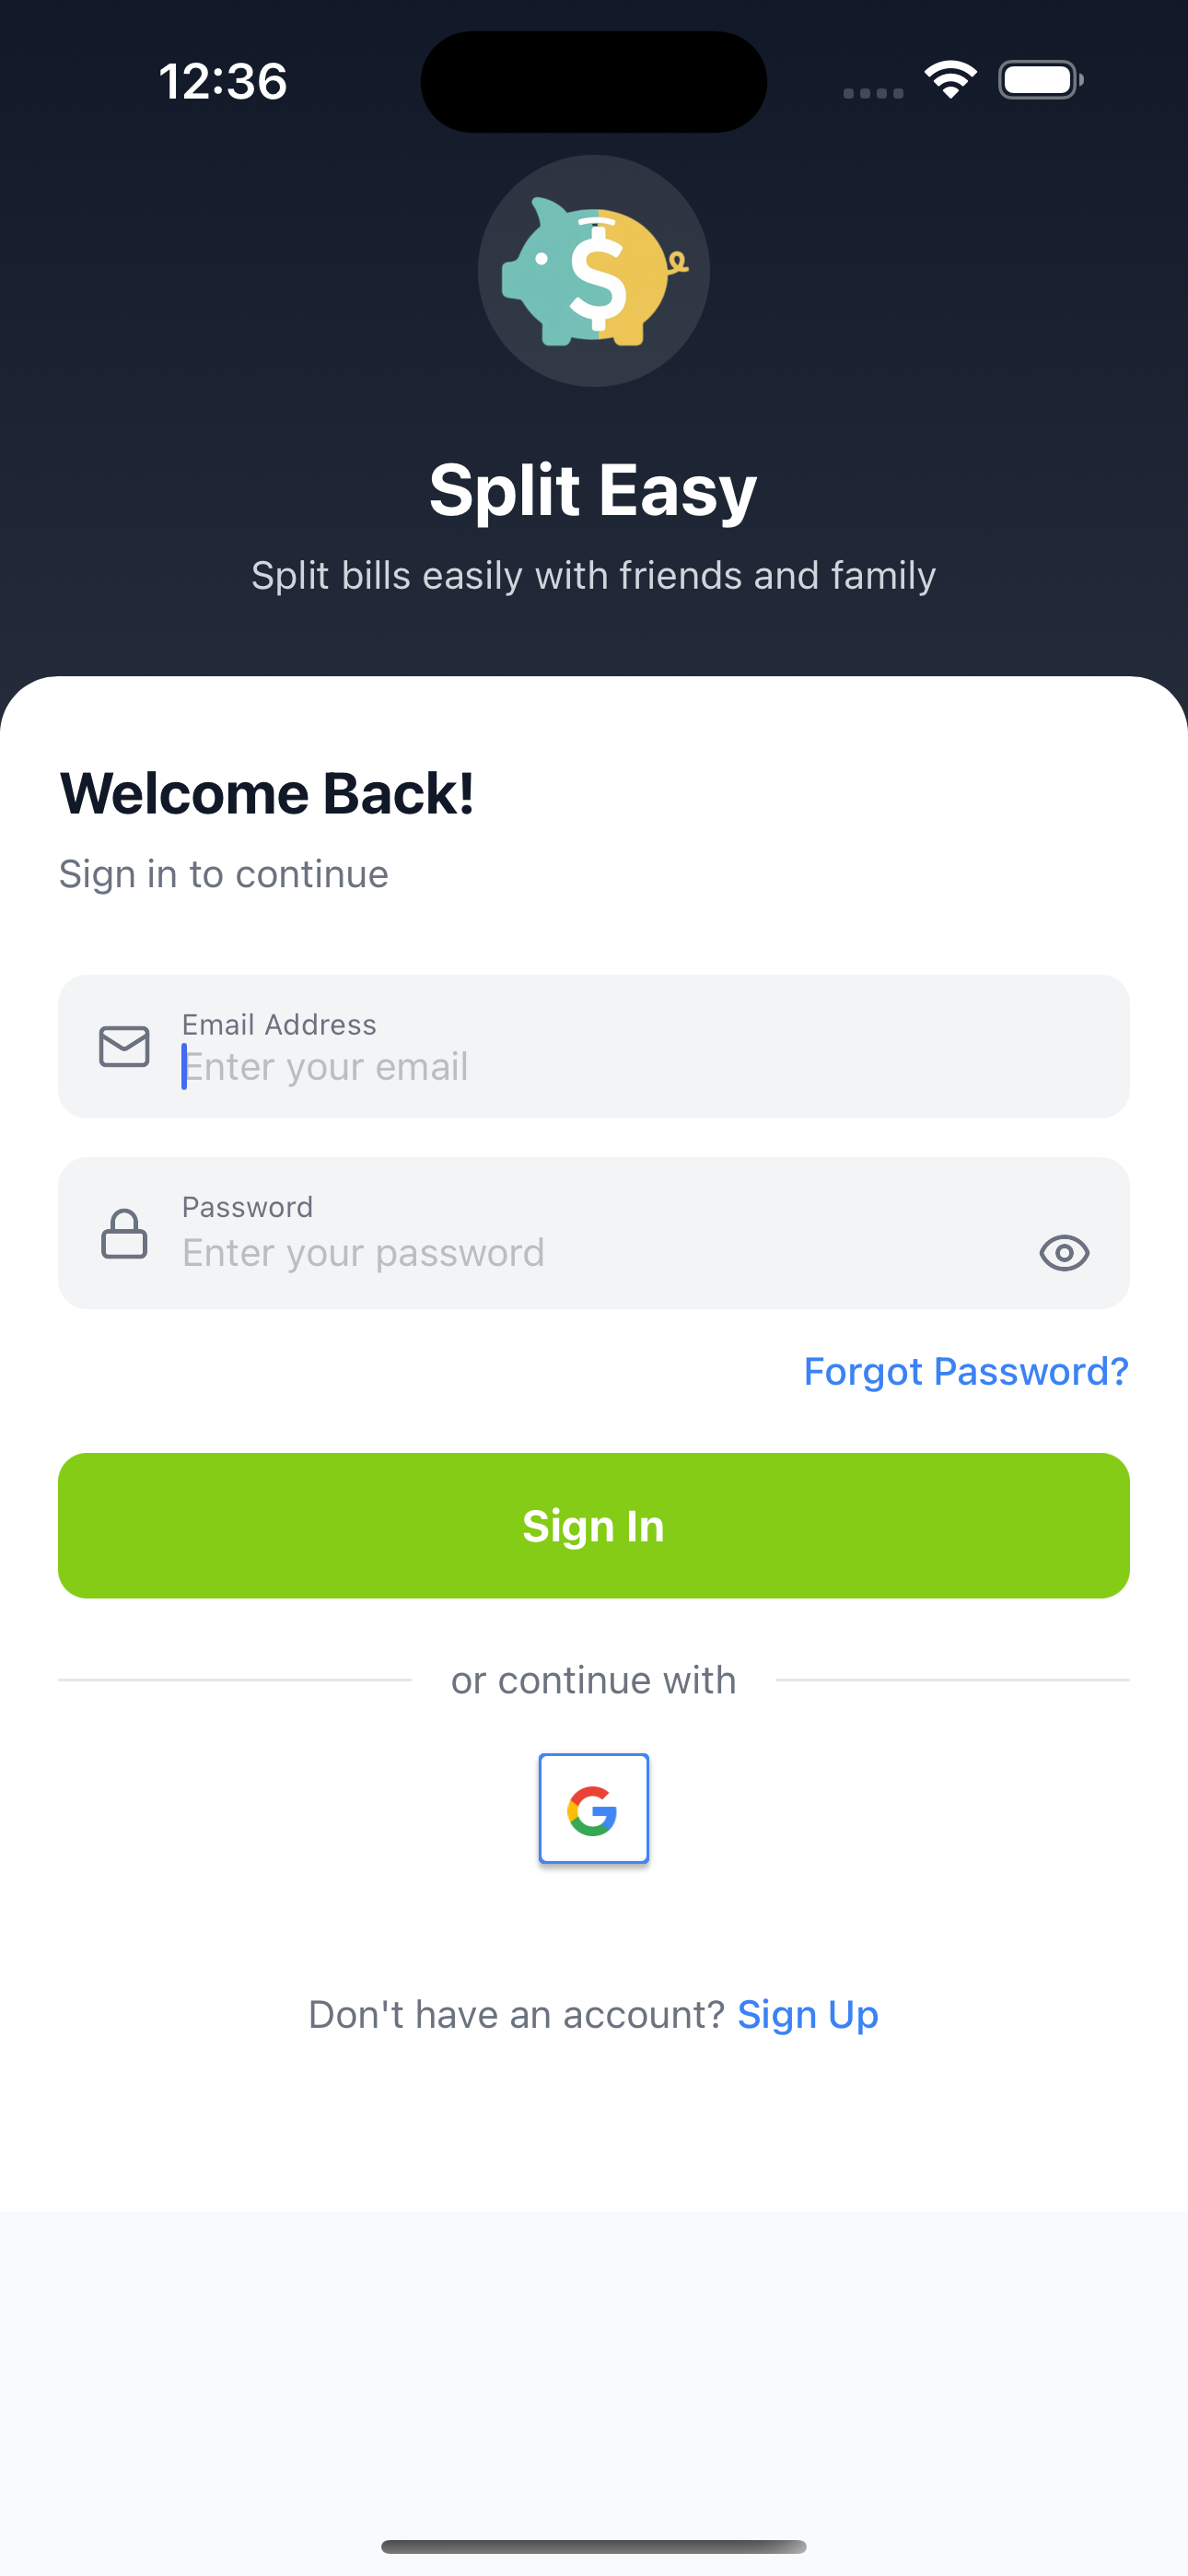 12:36
$
Split Easy
Split bills easily with friends and family
Welcome Back!
Sign in to continue
Email Address
Enter your email
Password
Enter your password
Forgot Password?
Sign In
or continue with
G
Don't have an account? Sign Up